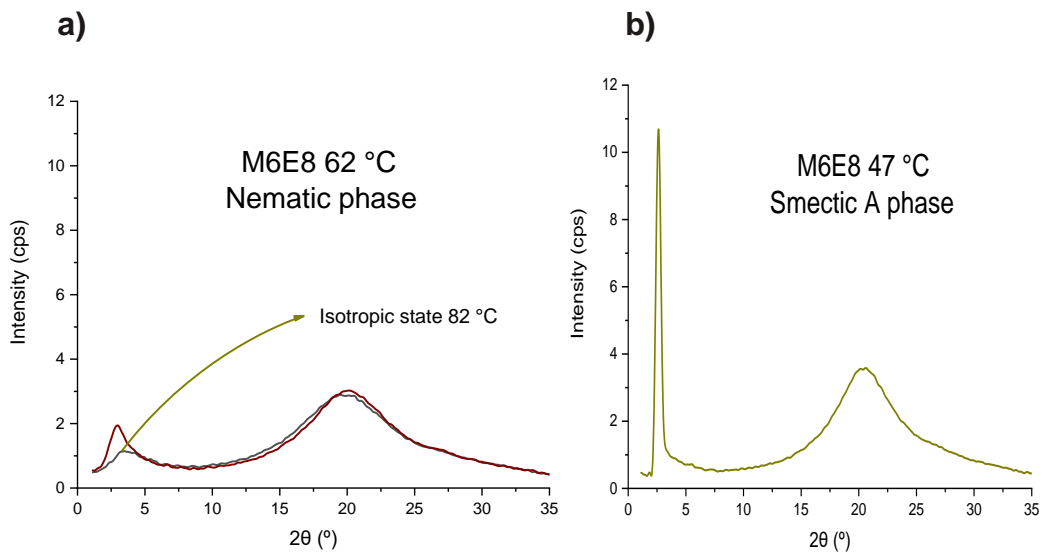 a)
M6E8 62 °C
Nematic phase
Isotropic state 82 °C
Intensity (cps)
12
10
8
6
4
2
0
0 5 10 15 20 25 30 35
2θ (º)
b)
M6E8 47 °C
Smectic A phase
Intensity (cps)
12
10
8
6
4
2
0
0 5 10 15 20 25 30 35
2θ (º)